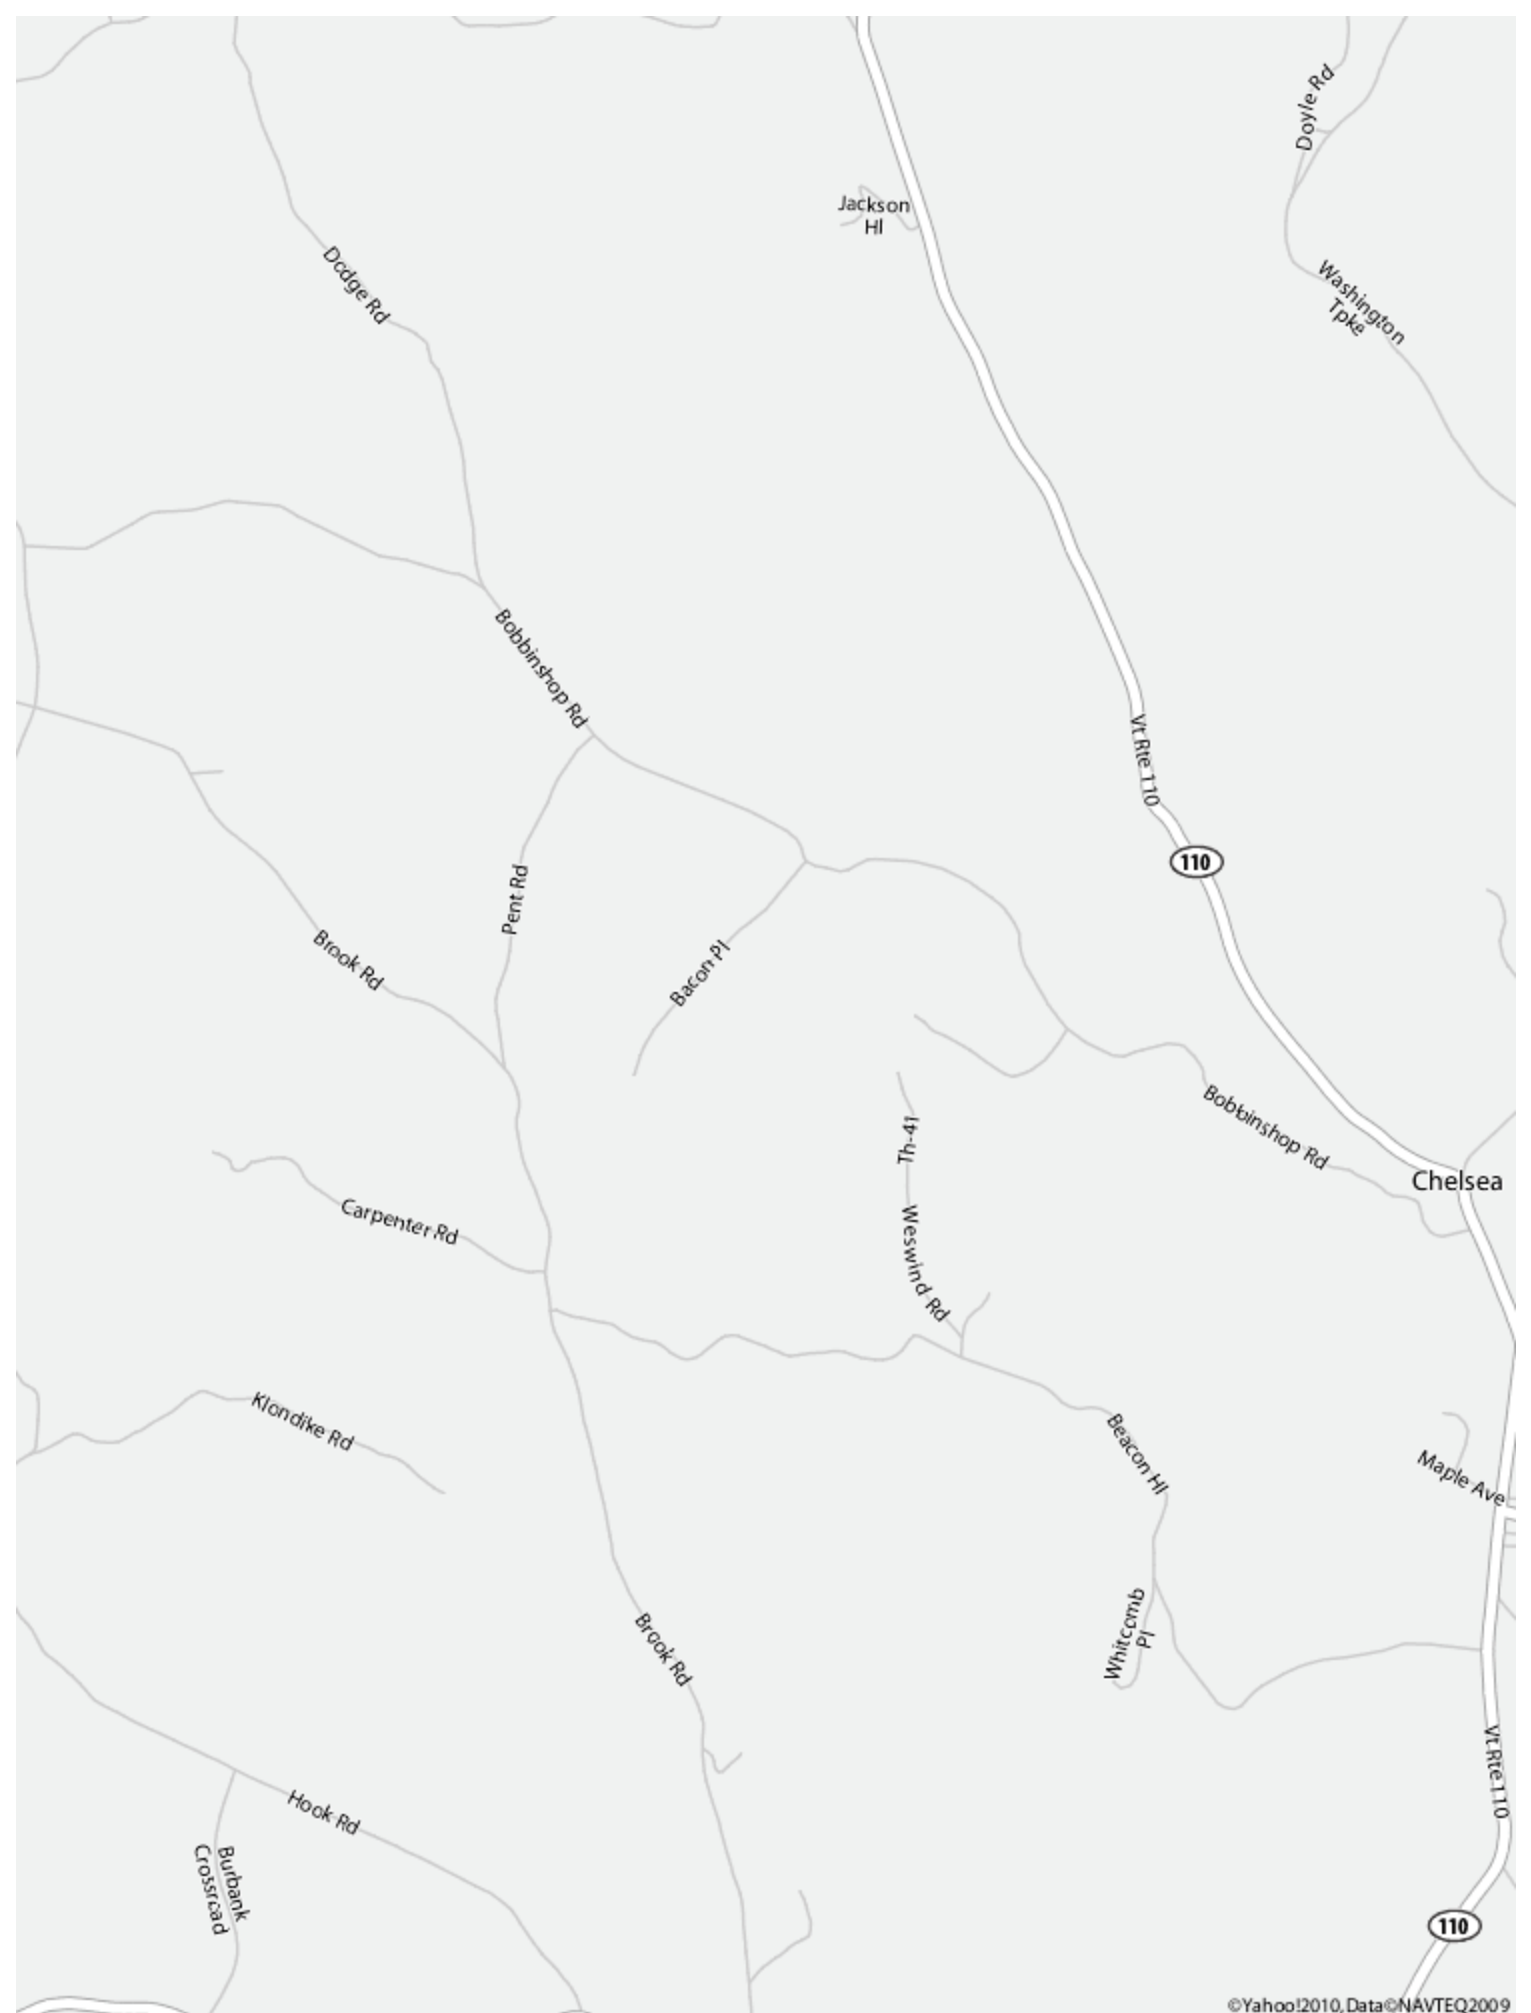 Doyle Rd
Jackson
Hl
Dodge Rd
Washington
Tpke
Bobbinshop Rd
Vt Rte 110
110
Pent Rd
Brook Rd
Bacon Pl
Bobbinshop Rd
Th-41
Chelsea
Carpenter Rd
Weswind Rd
Klondike Rd
Beacon Hl
Maple Ave
Whitcomb
Pl
Brook Rd
Vt Rte 110
Hook Rd
Burbank
Crossroad
110
©Yahoo!2010,Data©NAVTEQ2009